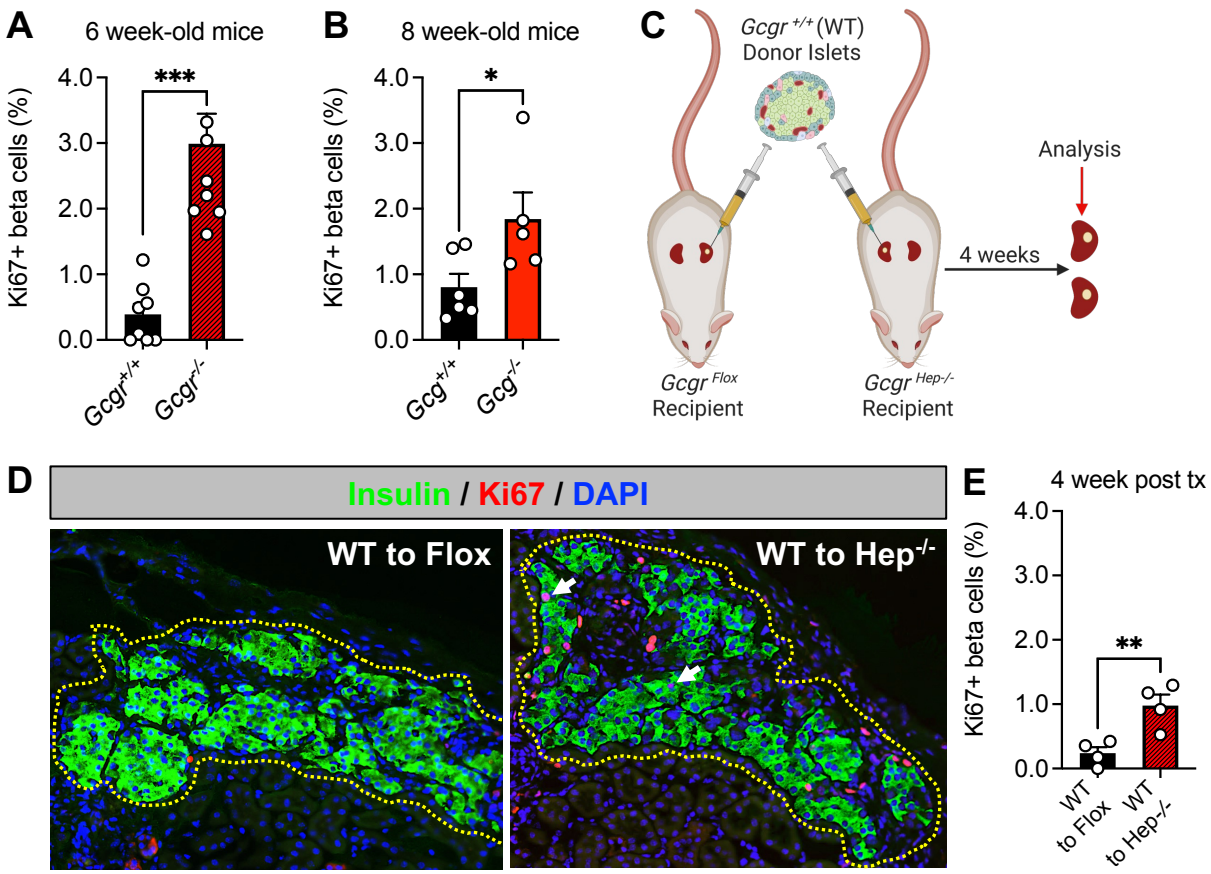 A
6 week-old mice
Ki67+ beta cells (%)
4.0
3.0
2.0
1.0
0.0
***
Gcgr+/+
Gcgr-/-
B
8 week-old mice
Ki67+ beta cells (%)
4.0
3.0
2.0
1.0
0.0
*
Gcg+/+
Gcg-/-
C
Gcgr +/+ (WT)
Donor Islets
Gcgr Flox
Recipient
Gcgr Hep-/-
Recipient
4 weeks
Analysis
D
Insulin / Ki67 / DAPI
WT to Flox
WT to Hep-/-
E
4 week post tx
Ki67+ beta cells (%)
4.0
3.0
2.0
1.0
0.0
**
WT
to Flox
WT
to Hep-/-